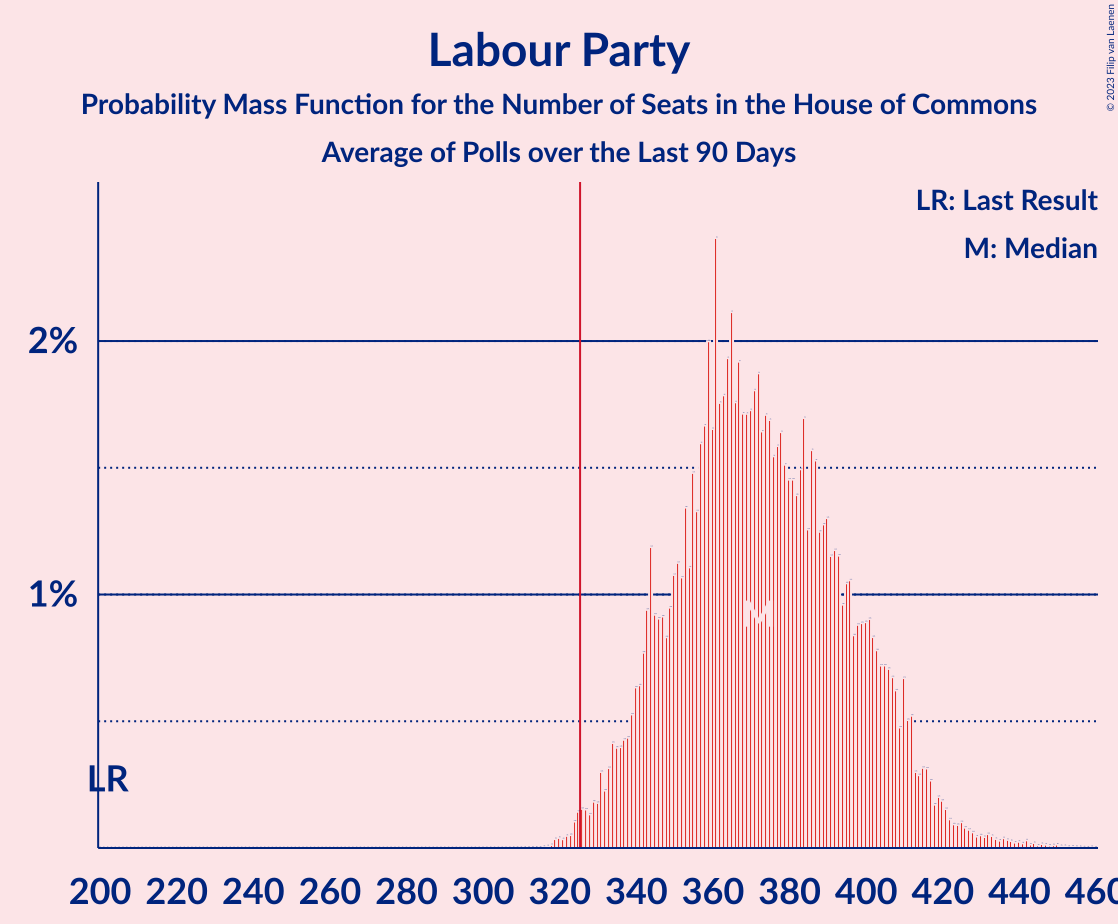 © 2023 Filip van Laenen
Labour Party
Probability Mass Function for the Number of Seats in the House of Commons
Average of Polls over the Last 90 Days
LR: Last Result
M: Median
2%
1%
M
LR
200 220 240 260 280 300 320 340 360 380 400 420 440 460